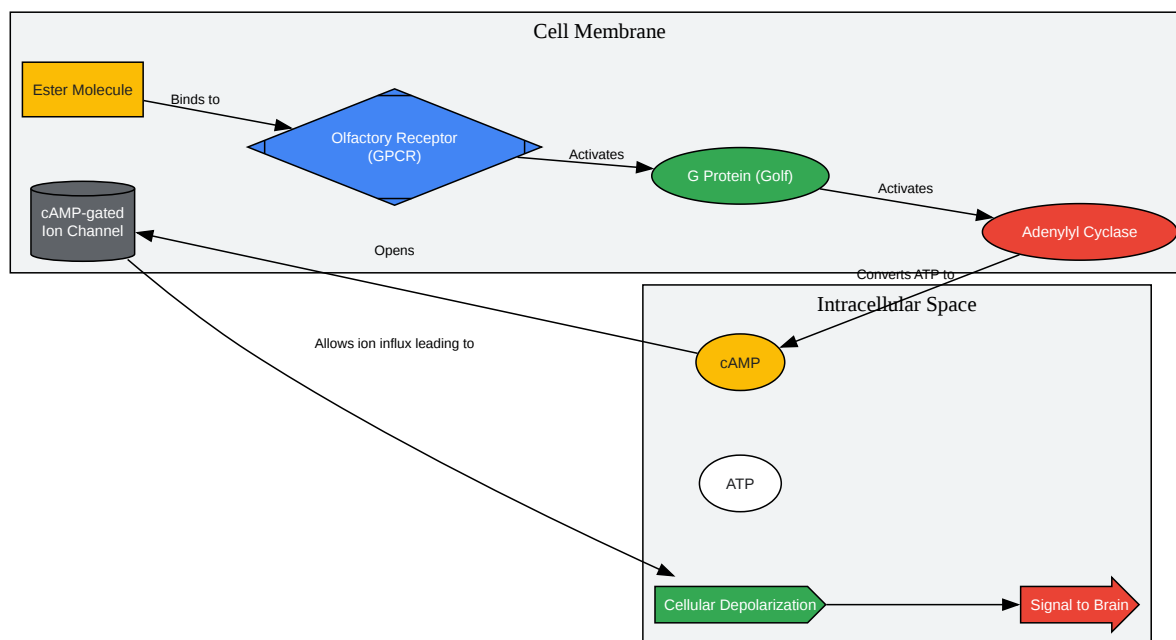 Cell Membrane
Ester Molecule
Binds to
Olfactory Receptor
(GPCR)
Activates
G Protein (Golf)
Activates
Adenylyl Cyclase
cAMP-gated
Ion Channel
Opens
Converts ATP to
Intracellular Space
Allows ion influx leading to
cAMP
ATP
Cellular Depolarization
Signal to Brain